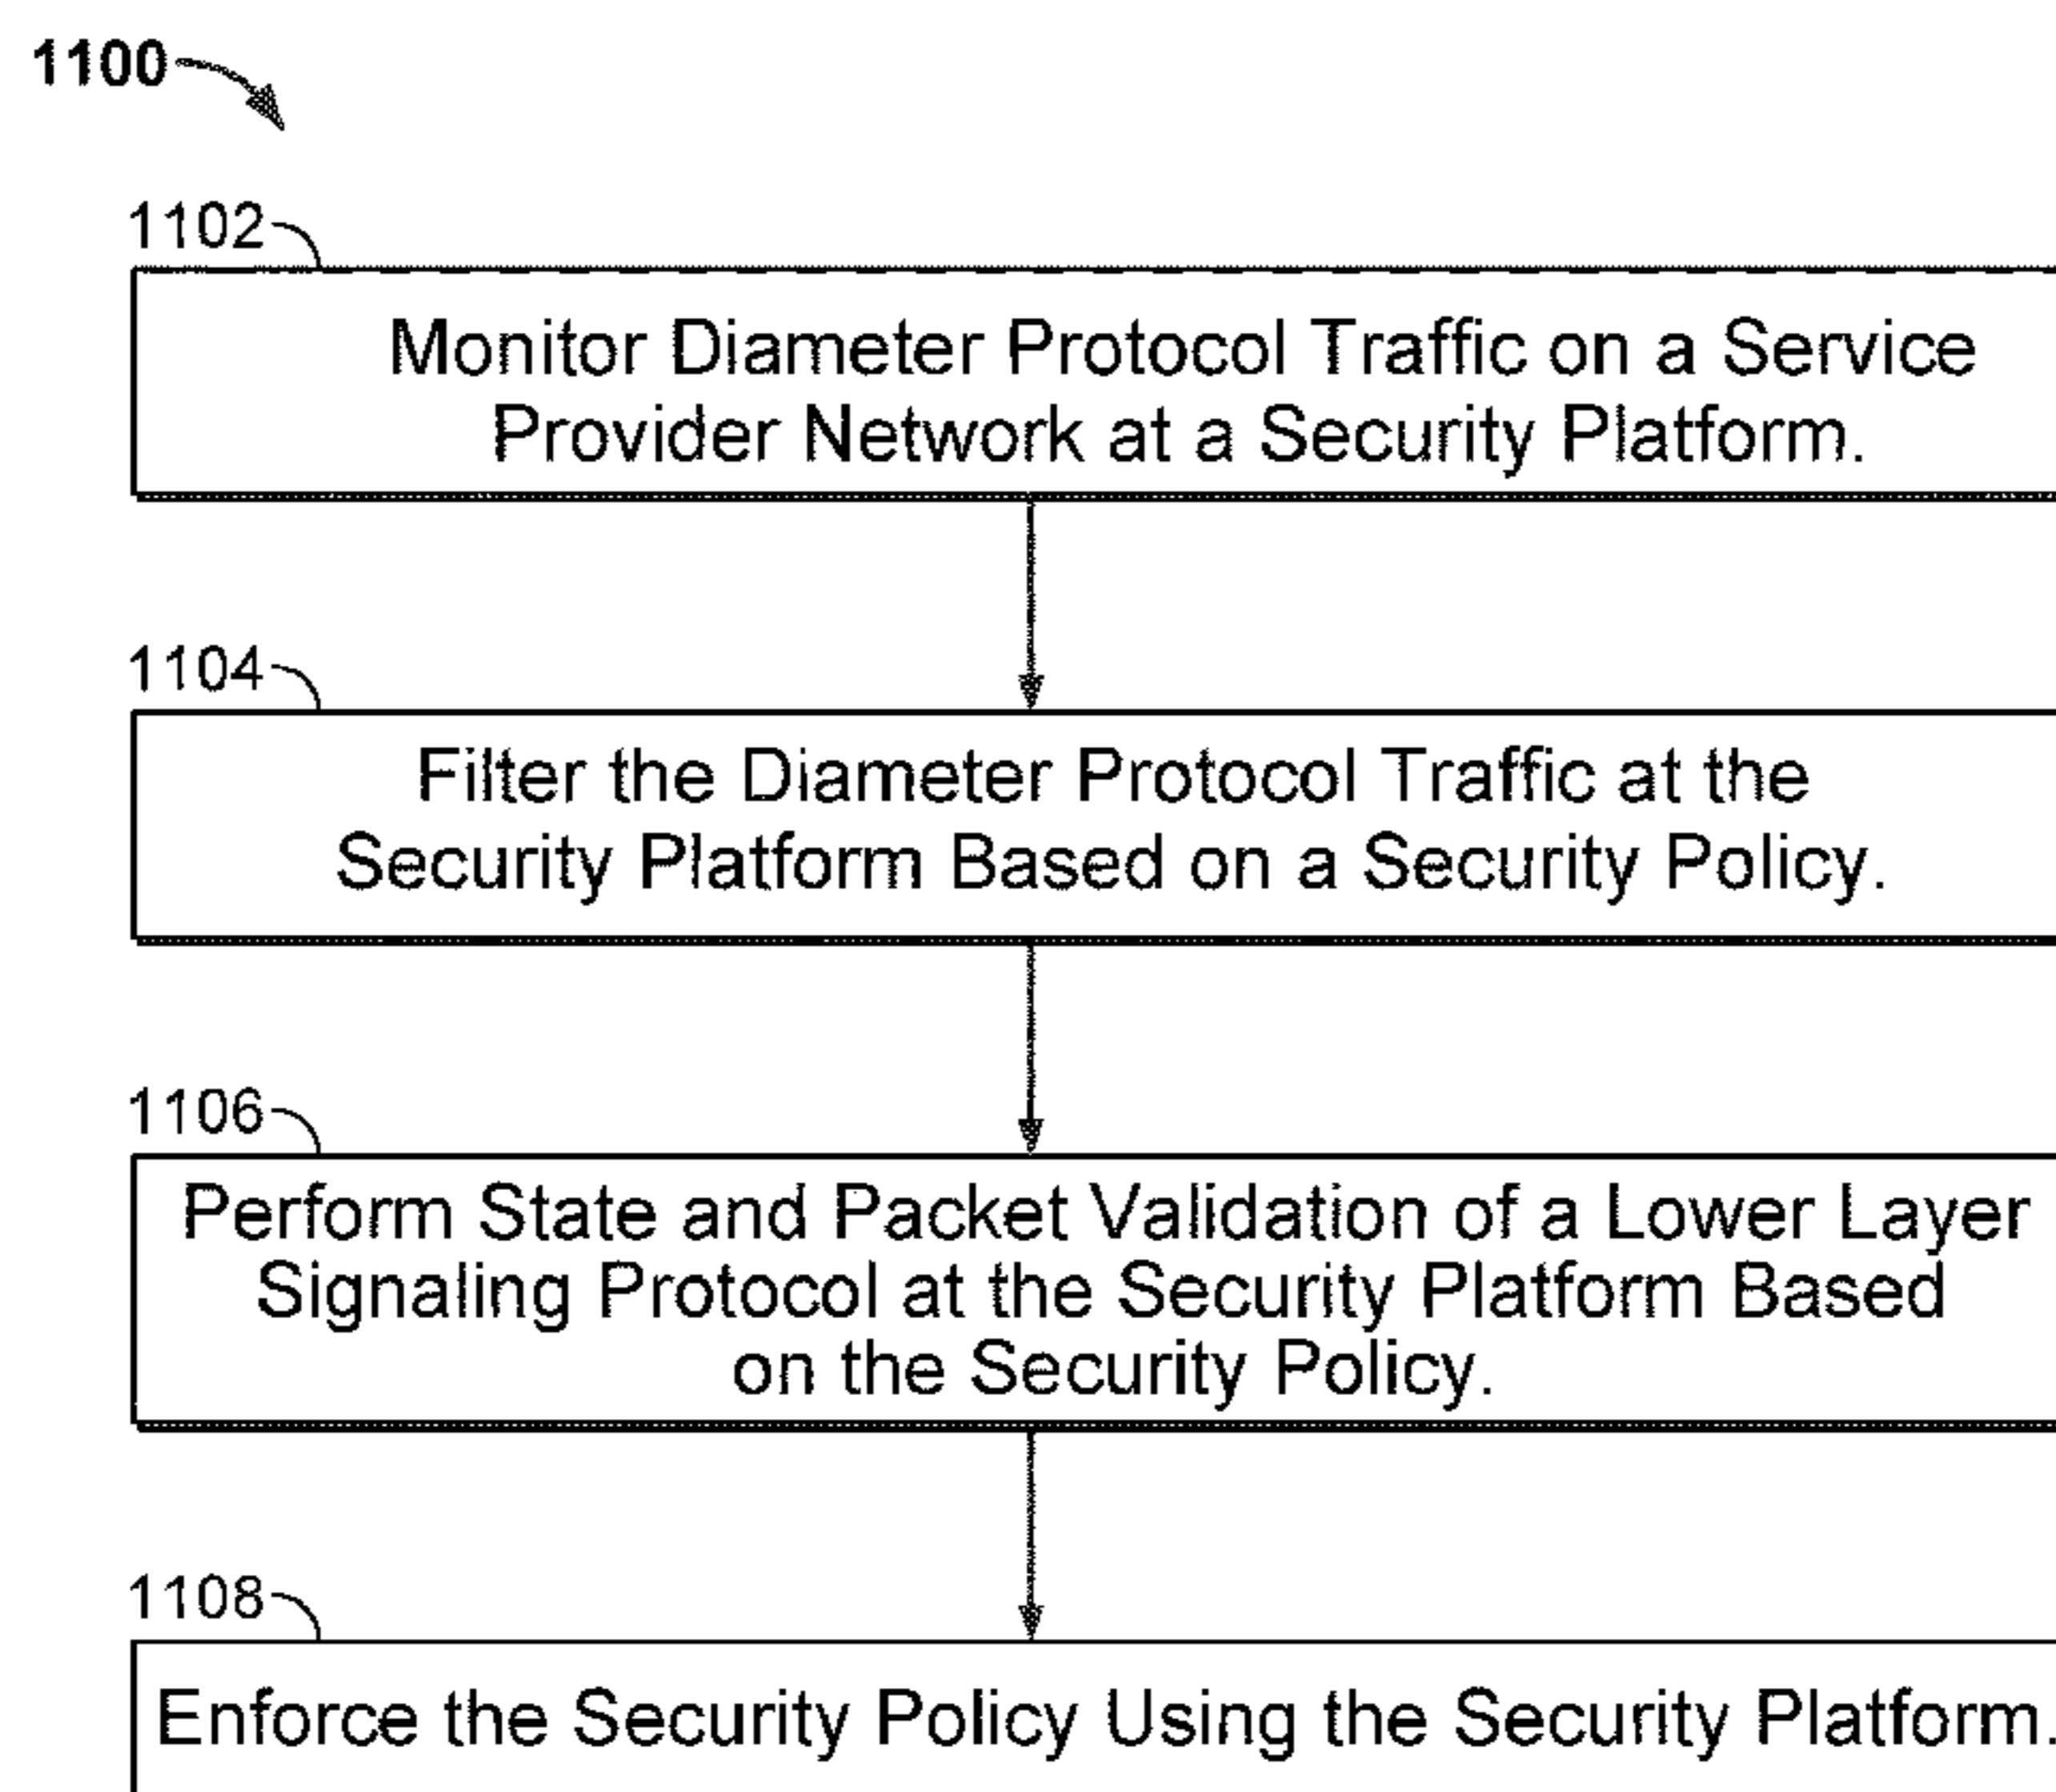 1100
1102
Monitor Diameter Protocol Traffic on a Service
Provider Network at a Security Platform.
1104
Filter the Diameter Protocol Traffic at the
Security Platform Based on a Security Policy.
1106
Perform State and Packet Validation of a Lower Layer
Signaling Protocol at the Security Platform Based
on the Security Policy.
1108
Enforce the Security Policy Using the Security Platform.